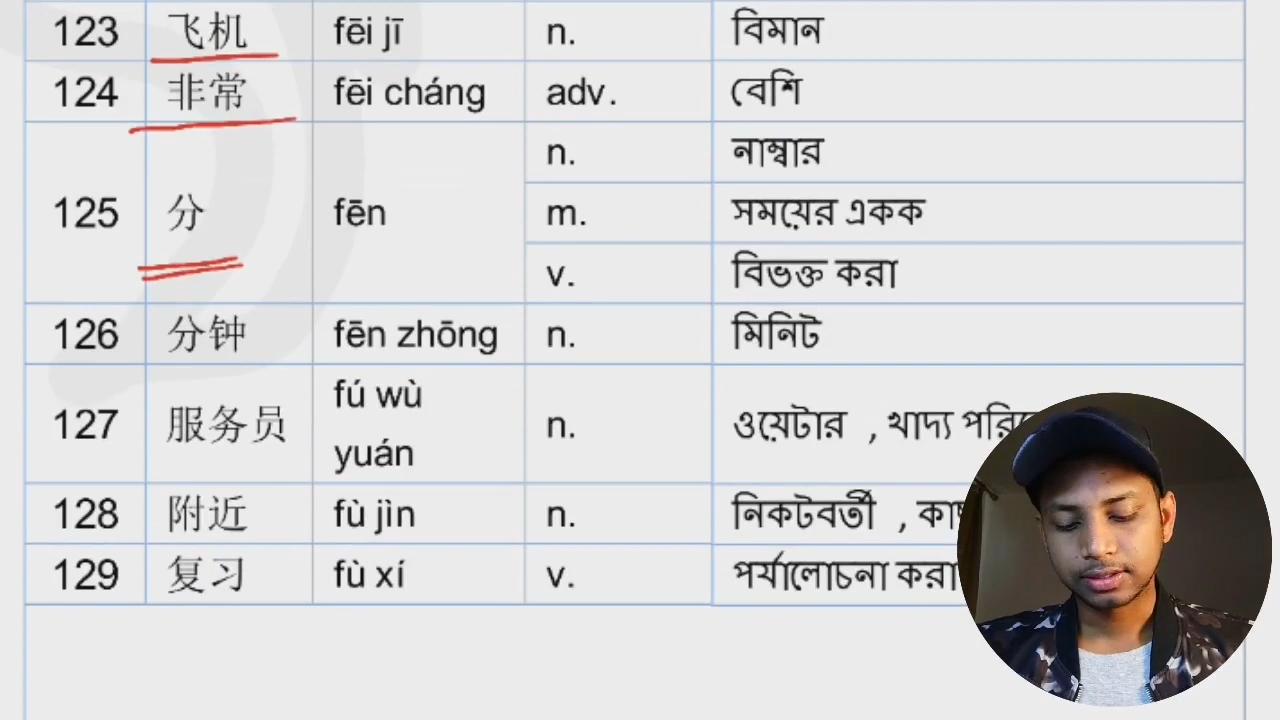 123 飞机 fēi jī n. বিমান
124 非常 fēi cháng adv. বেশি
n. নাম্বার
125 分 fēn m. সময়ের একক
v. বিভক্ত করা
126 分钟 fēn zhōng n. মিনিট
127 服务员 fú wù yuán n. ওয়েটার , খাদ্য
128 附近 fù jìn n. নিকটবর্তী ,
129 复习 fù xí v. পর্যালোচনা করা